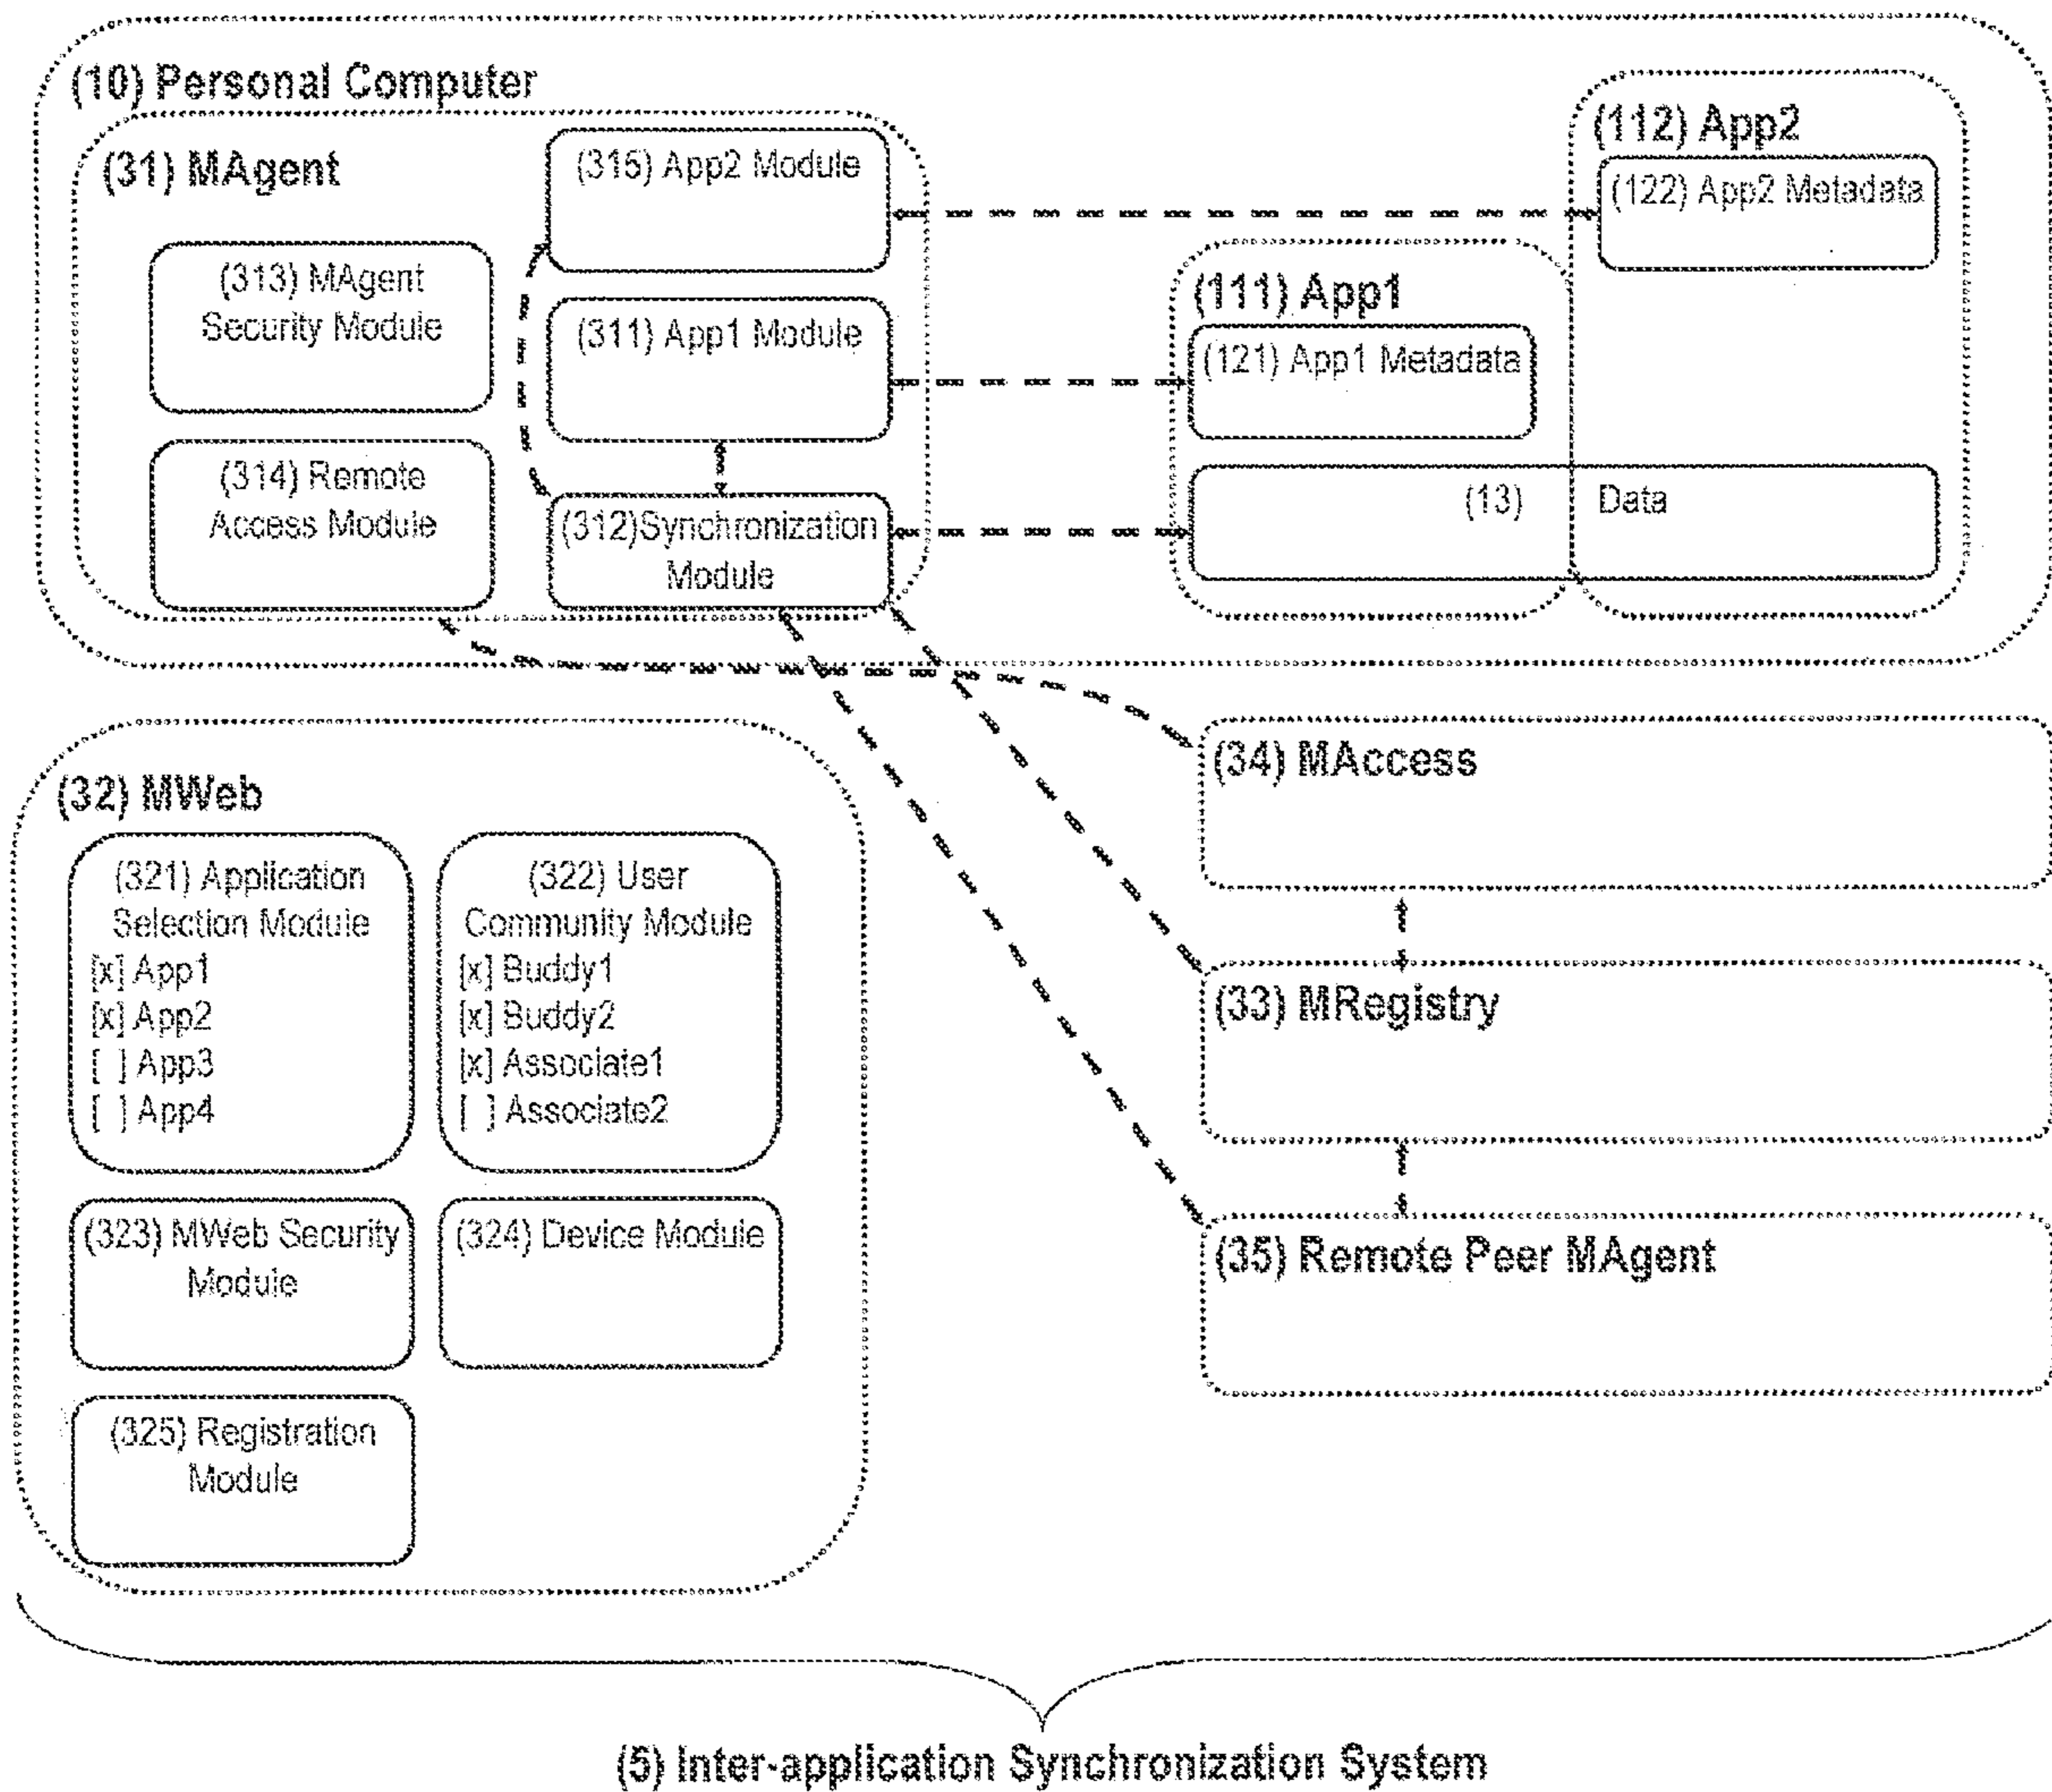 (10) Personal Computer
(31) MAgent
(315) App2 Module
(313) MAgent
Security Module
(311) App1 Module
(314) Remote
Access Module
(312)Synchronization
Module
(112) App2
(122) App2 Metadata
(111) App1
(121) App1 Metadata
(13) Data
(32) MWeb
(321) Application
Selection Module
[x] App1
[x] App2
[ ] App3
[ ] App4
(322) User
Community Module
[x] Buddy1
[x] Buddy2
[x] Associate1
[ ] Associate2
(323) MWeb Security
Module
(324) Device Module
(325) Registration
Module
(34) MAccess
(33) MRegistry
(35) Remote Peer MAgent
(5) Inter-application Synchronization System